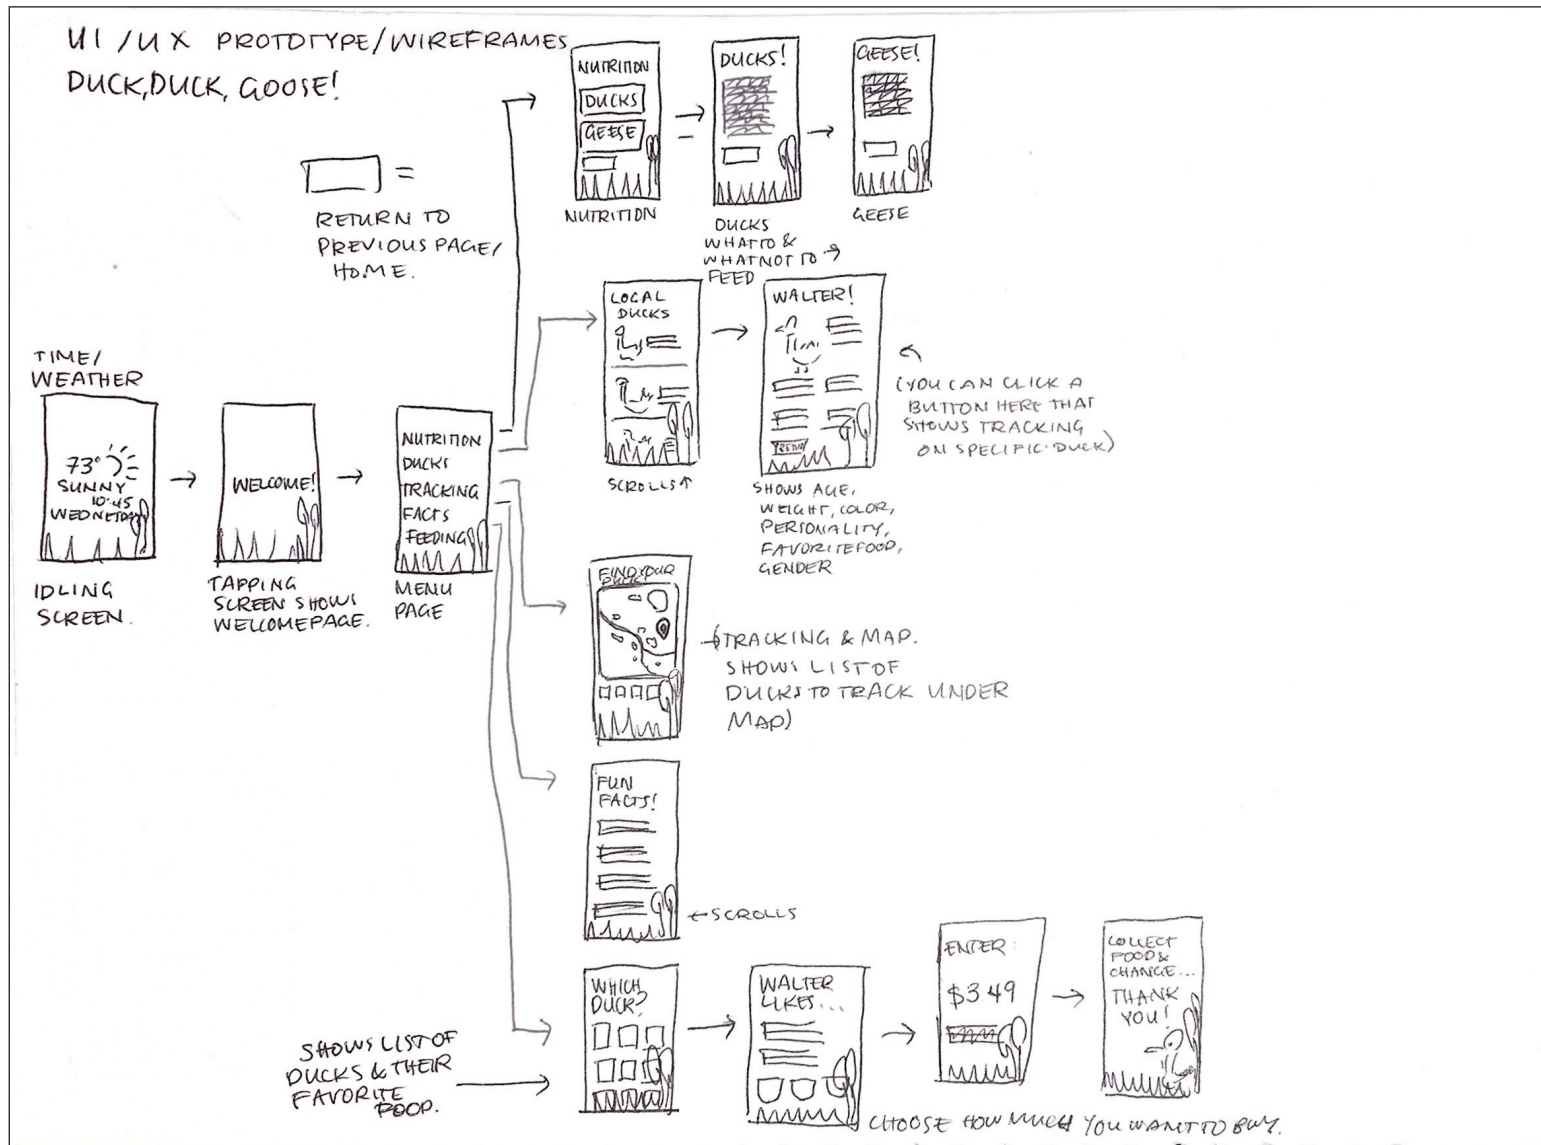 UI/UX PROTOTYPE/WIREFRAMES
DUCK, DUCK, GOOSE!
=
RETURN TO
PREVIOUS PAGE/
HOME.
TIME/
WEATHER
73°
SUNNY
10:45
WEDNESDAY
IDLING
SCREEN.
WELCOME!
TAPPING
SCREEN SHOWS
WELCOME PAGE.
NUTRITION
DUCKS
TRACKING
FACTS
FEEDING
MENU
PAGE
NUTRITION
DUCKS
GEESE
NUTRITION
DUCKS!
DUCKS
WHAT TO &
WHAT NOT TO
FEED
GEESE!
GEESE
LOCAL
DUCKS
SCROLLS
WALTER!
RETURN
SHOWS AGE,
WEIGHT, COLOR,
PERSONALITY,
FAVORITE FOOD,
GENDER
(YOU CAN CLICK A
BUTTON HERE THAT
SHOWS TRACKING
ON SPECIFIC DUCK)
FIND YOUR
DUCK
(TRACKING & MAP.
SHOWS LIST OF
DUCKS TO TRACK UNDER
MAP)
FUN
FACTS!
SCROLLS
SHOWS LIST OF
DUCKS & THEIR
FAVORITE
FOOD.
WHICH
DUCK?
WALTER
LIKES...
ENTER:
$3.49
CHOOSE HOW MUCH YOU WANT TO BUY.
COLLECT
FOOD &
CHANGE...
THANK
YOU!